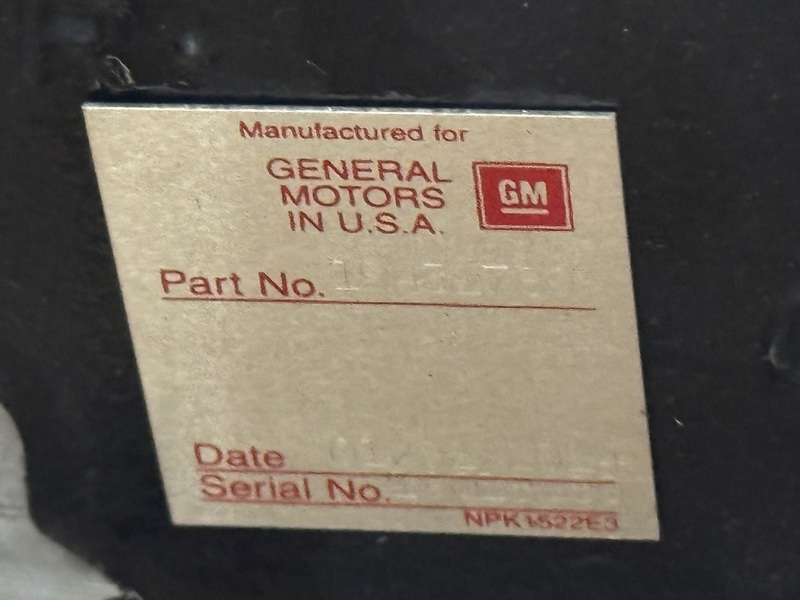 Manufactured for
GENERAL
MOTORS
IN U.S.A.
GM
Part No.
Date
Serial No.
NPK1522E3